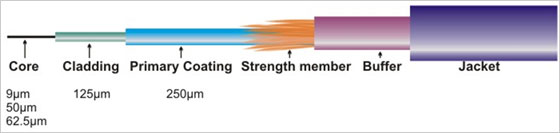 Core Cladding Primary Coating Strength member Buffer Jacket
9µm 125µm 250µm
50µm
62.5µm